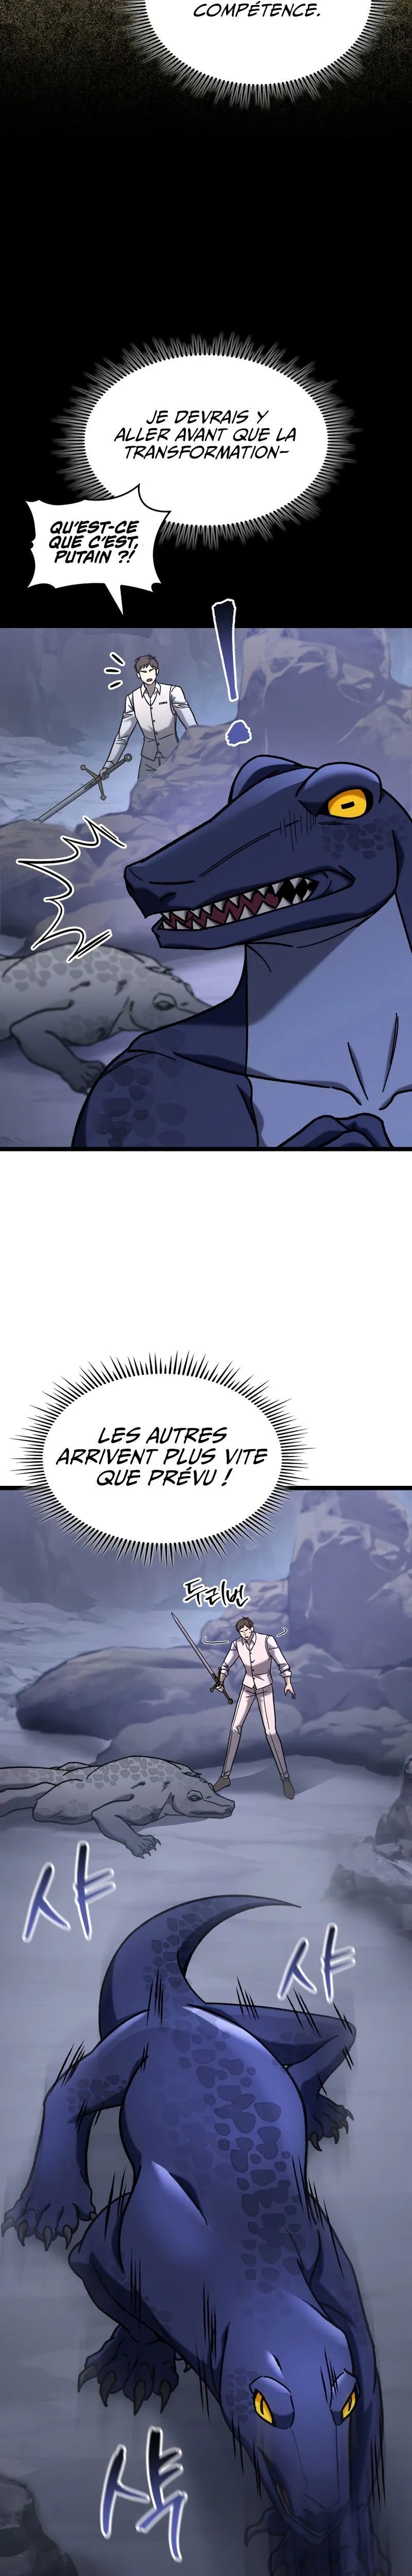 COMPÉTENCE.
JE DEVRAIS Y
ALLER AVANT QUE LA
TRANSFORMATION-
QU'EST-CE
QUE C'EST,
PUTAIN ?!
LES AUTRES
ARRIVENT PLUS VITE
QUE PRÉVU !
두리번
샤
샤
샥